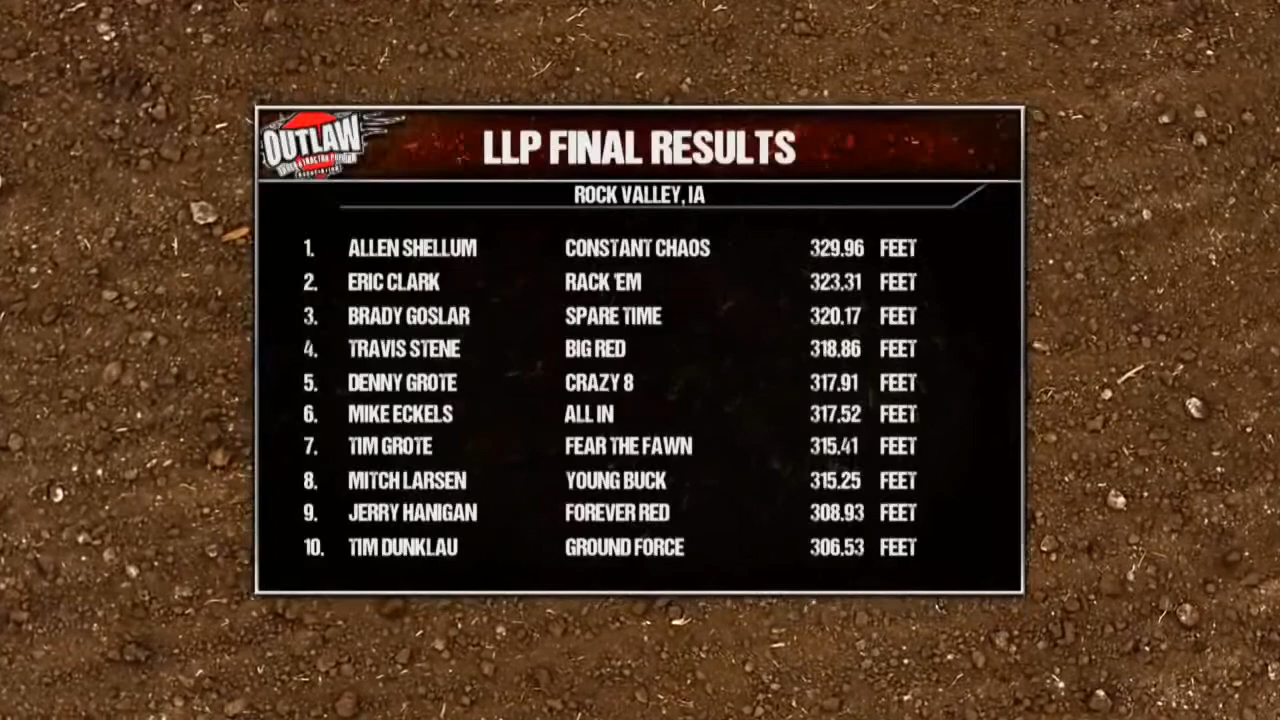 OUTLAW
TRUCK & TRACTOR PULLING
ASSOCIATION
LLP FINAL RESULTS
ROCK VALLEY, IA
1. ALLEN SHELLUM CONSTANT CHAOS 329.96 FEET
2. ERIC CLARK RACK 'EM 323.31 FEET
3. BRADY GOSLAR SPARE TIME 320.17 FEET
4. TRAVIS STENE BIG RED 318.86 FEET
5. DENNY GROTE CRAZY 8 317.91 FEET
6. MIKE ECKELS ALL IN 317.52 FEET
7. TIM GROTE FEAR THE FAWN 315.41 FEET
8. MITCH LARSEN YOUNG BUCK 315.25 FEET
9. JERRY HANIGAN FOREVER RED 308.93 FEET
10. TIM DUNKLAU GROUND FORCE 306.53 FEET